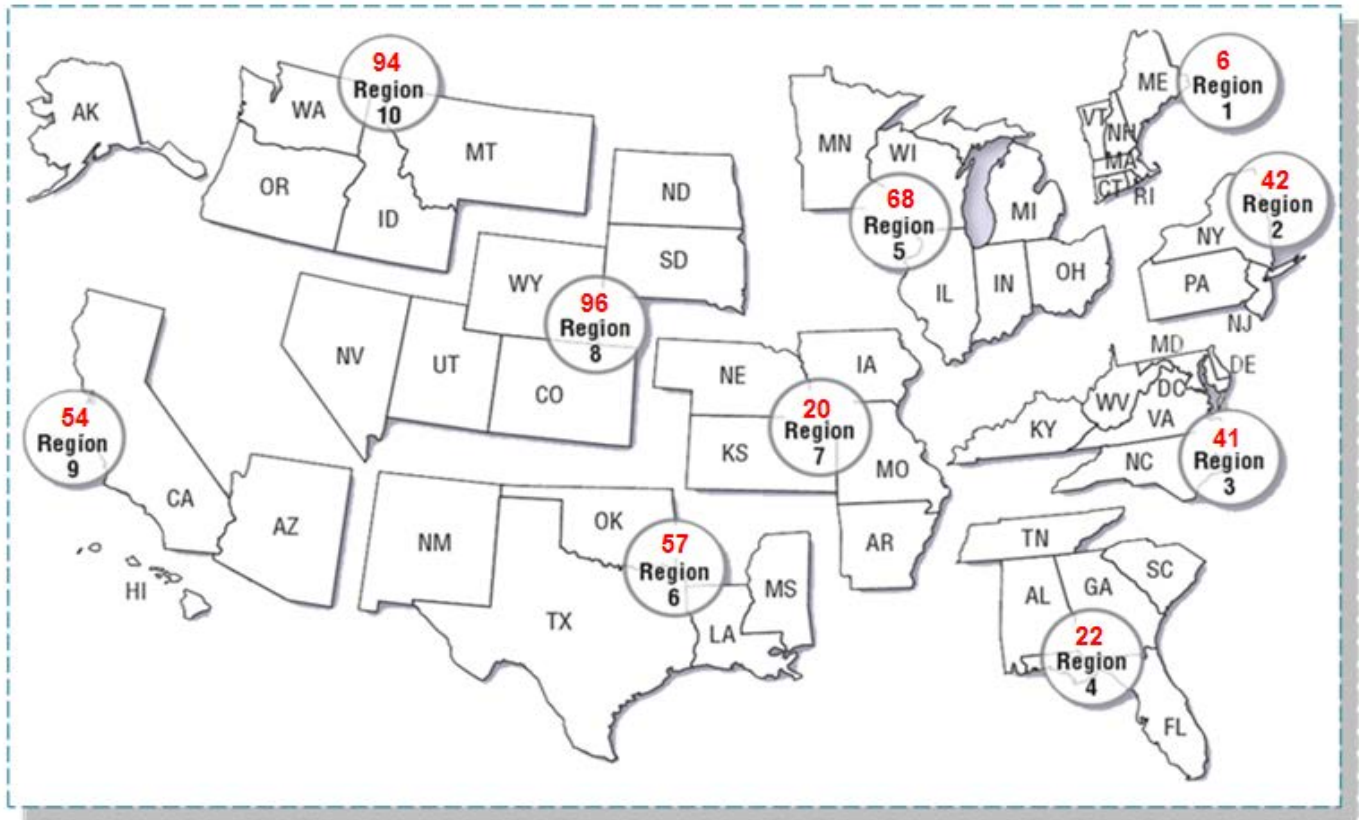 94
Region
10
6
Region
1
AK
WA
ME
MT
VT
NH
MN
WI
OR
ID
ND
MA
CT
RI
68
Region
5
MI
42
Region
2
NY
SD
WY
IL
IN
OH
PA
96
Region
8
NJ
NV
UT
CO
NE
IA
MD
DE
DC
WV
VA
54
Region
9
20
Region
7
KS
MO
KY
NC
41
Region
3
CA
AZ
NM
OK
57
Region
6
AR
TN
SC
HI
TX
LA
MS
AL
GA
22
Region
4
FL